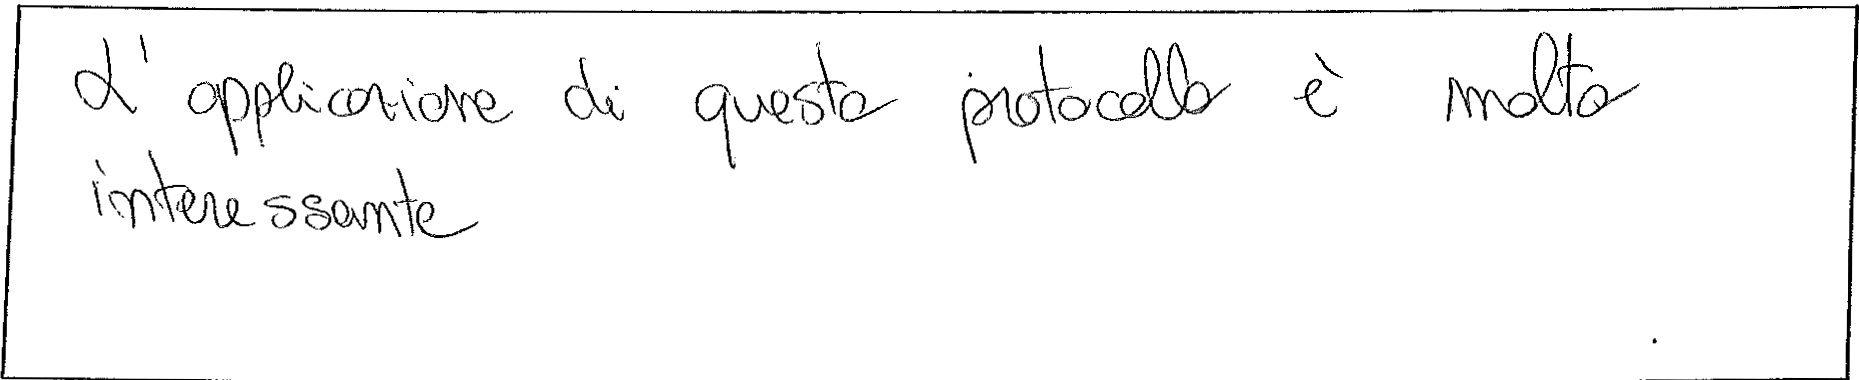 L' applicazione di questo protocollo è molto
interessante